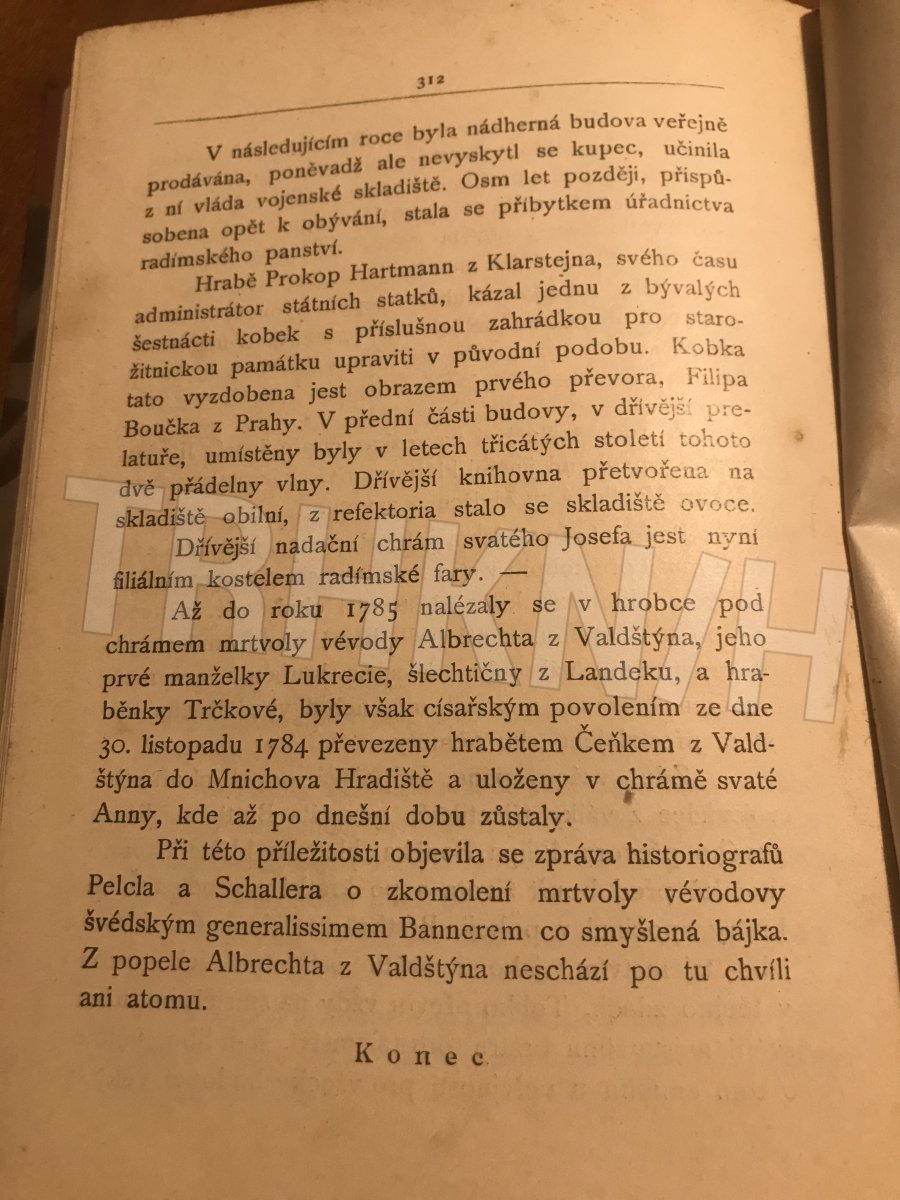 312
V následujícím roce byla nádherná budova veřejně
prodávána, poněvadž ale nevyskytl se kupec, učinila
z ní vláda vojenské skladiště. Osm let později, přispů-
sobena opět k obývání, stala se příbytkem úřadnictva
radímského panství.
Hrabě Prokop Hartmann z Klarstejna, svého času
administrátor státních statků, kázal jednu z bývalých
šestnácti kobek s příslušnou zahrádkou pro staro-
žitnickou památku upraviti v původní podobu. Kobka
tato vyzdobena jest obrazem prvého převora, Filipa
Boučka z Prahy. V přední části budovy, v dřívější pre-
latuře, umístěny byly v letech třicátých století tohoto
dvě přádelny vlny. Dřívější knihovna přetvořena na
skladiště obilní, z refektoria stalo se skladiště ovoce.
Dřívější nadační chrám svatého Josefa jest nyní
filiálním kostelem radímské fary. —
Až do roku 1785 nalézaly se v hrobce pod
chrámem mrtvoly vévody Albrechta z Valdštýna, jeho
prvé manželky Lukrecie, šlechtičny z Landeku, a hra-
běnky Trčkové, byly však císařským povolením ze dne
30. listopadu 1784 převezeny hrabětem Čeňkem z Vald-
štýna do Mnichova Hradiště a uloženy v chrámě svaté
Anny, kde až po dnešní dobu zůstaly.
Při této příležitosti objevila se zpráva historiografů
Pelcla a Schallera o zkomolení mrtvoly vévodovy
švédským generalissimem Bannerem co smyšlená bájka.
Z popele Albrechta z Valdštýna neschází po tu chvíli
ani atomu.
Konec
TRHKNIH